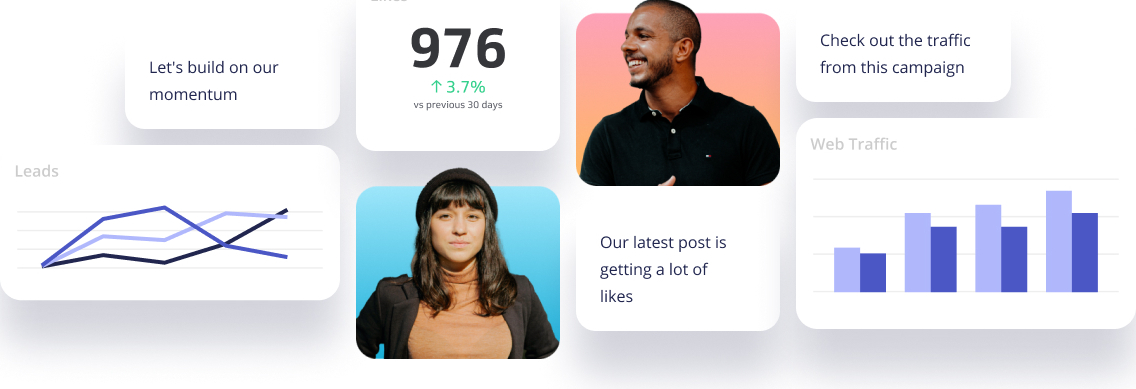 Let's build on our
momentum
Leads
Likes
976
↑ 3.7%
vs previous 30 days
Our latest post is
getting a lot of
likes
Check out the traffic
from this campaign
Web Traffic